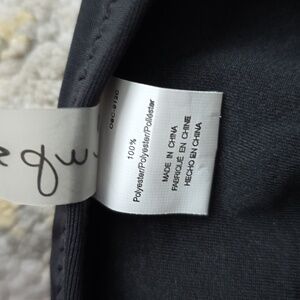 100%
Polyester/Polyester/Poliéster
MADE IN CHINA
FABRIQUÉ EN CHINE
HECHO EN CHINA